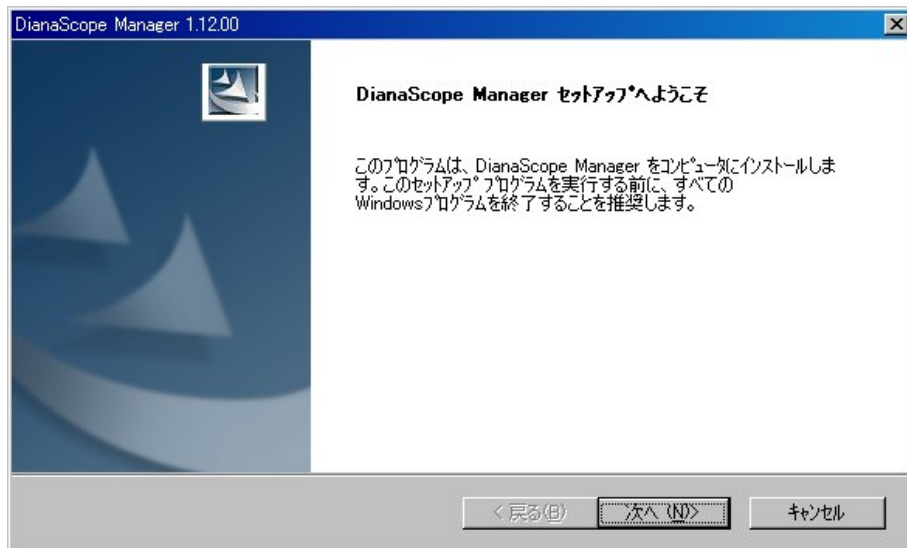 DianaScope Manager 1.12.00
DianaScope Manager ｾｯﾄｱｯﾌﾟへようこそ
このﾌﾟﾛｸﾞﾗﾑは、DianaScope Manager をｺﾝﾋﾟｭｰﾀにｲﾝｽﾄｰﾙしま
す。このｾｯﾄｱｯﾌﾟ ﾌﾟﾛｸﾞﾗﾑを実行する前に、すべての
Windowsﾌﾟﾛｸﾞﾗﾑを終了することを推奨します。
< 戻る(B)
次へ (N)>
ｷｬﾝｾﾙ